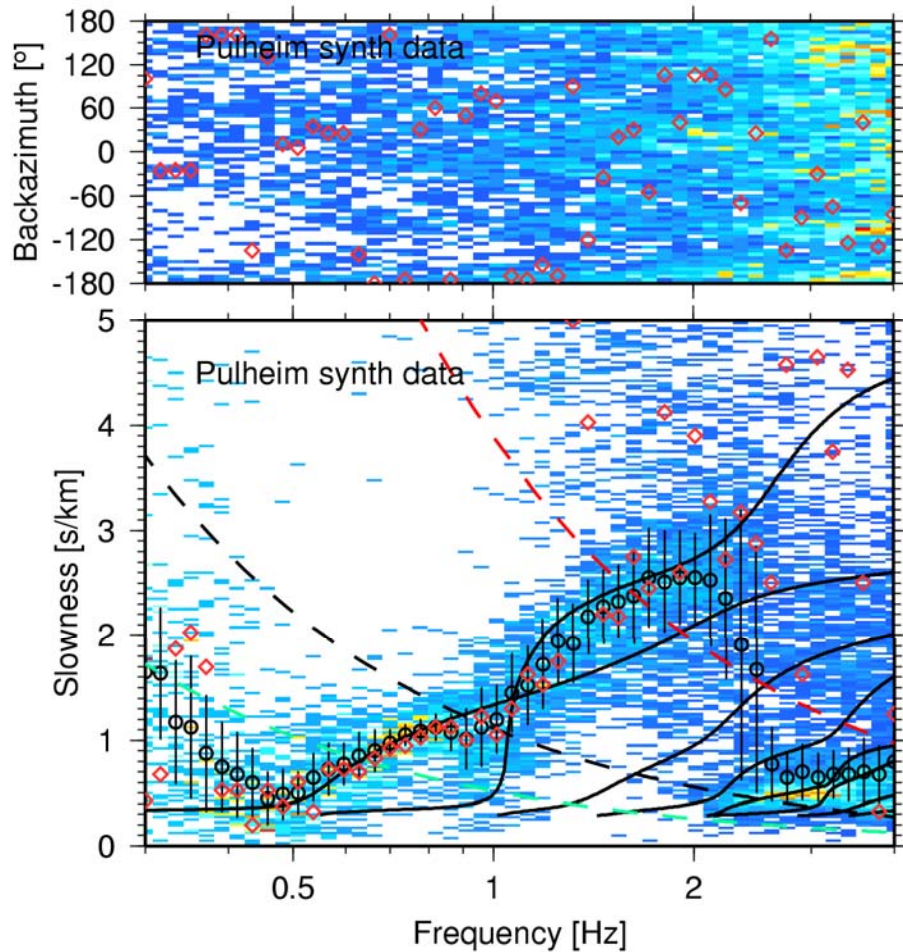 180
120
60
0
-60
-120
-180
Backazimuth [º]
Pulheim synth data
5
4
3
2
1
0
Slowness [s/km]
Pulheim synth data
0.5 1 2
Frequency [Hz]